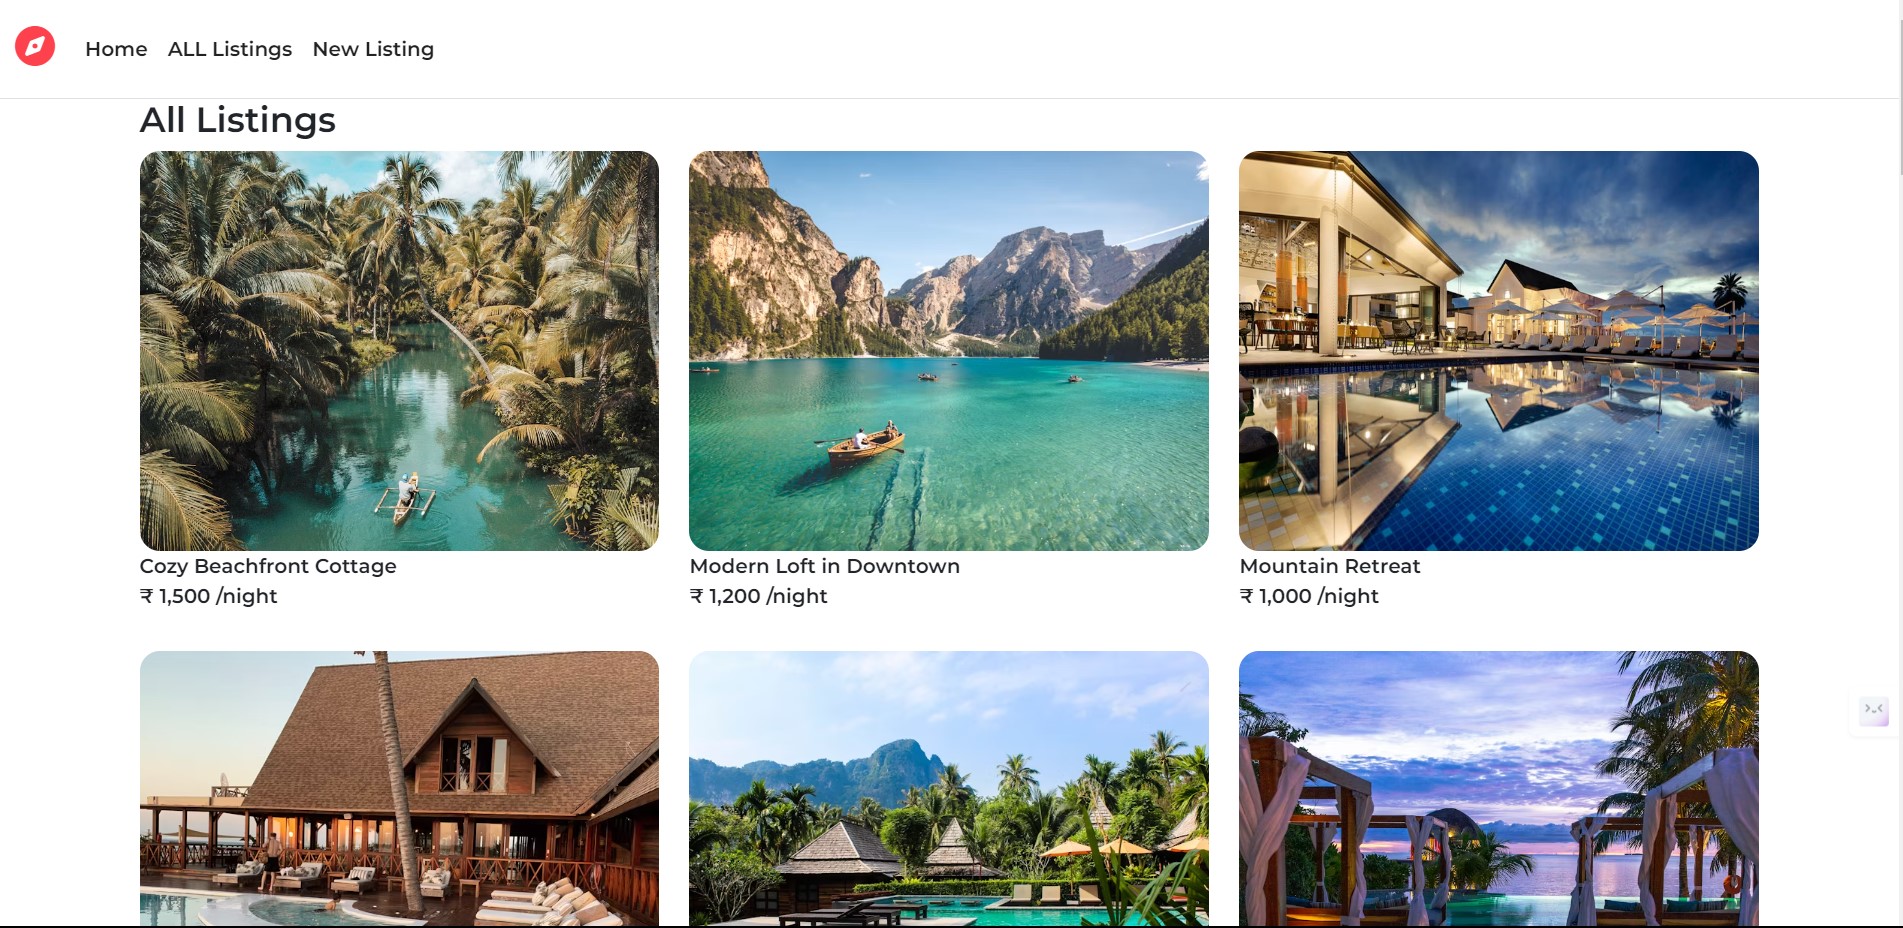 Home ALL Listings New Listing
All Listings
Cozy Beachfront Cottage
₹ 1,500 /night
Modern Loft in Downtown
₹ 1,200 /night
Mountain Retreat
₹ 1,000 /night